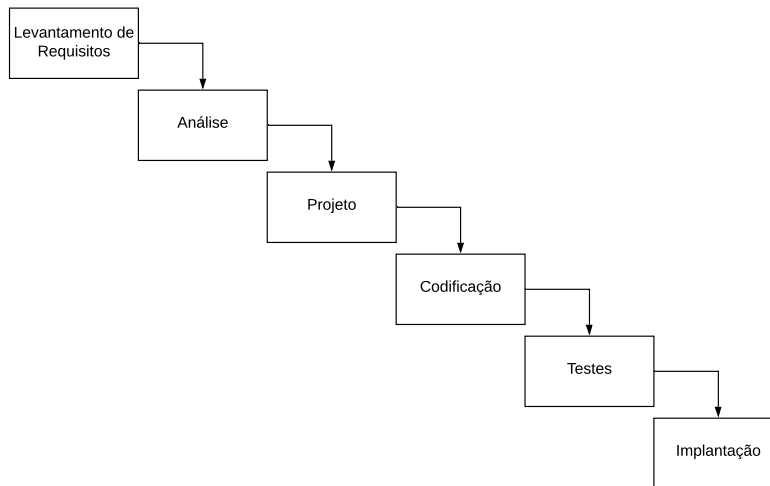 Levantamento de
Requisitos
Análise
Projeto
Codificação
Testes
Implantação